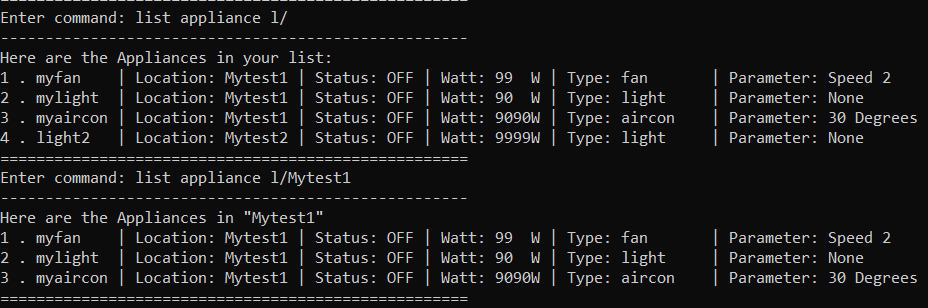 ====================================================
Enter command: list appliance l/
----------------------------------------------------
Here are the Appliances in your list:
1 . myfan    | Location: Mytest1 | Status: OFF | Watt: 99  W | Type: fan       | Parameter: Speed 2
2 . mylight  | Location: Mytest1 | Status: OFF | Watt: 90  W | Type: light     | Parameter: None
3 . myaircon | Location: Mytest1 | Status: OFF | Watt: 9090W | Type: aircon    | Parameter: 30 Degrees
4 . light2   | Location: Mytest2 | Status: OFF | Watt: 9999W | Type: light     | Parameter: None
====================================================
Enter command: list appliance l/Mytest1
----------------------------------------------------
Here are the Appliances in "Mytest1"
1 . myfan    | Location: Mytest1 | Status: OFF | Watt: 99  W | Type: fan       | Parameter: Speed 2
2 . mylight  | Location: Mytest1 | Status: OFF | Watt: 90  W | Type: light     | Parameter: None
3 . myaircon | Location: Mytest1 | Status: OFF | Watt: 9090W | Type: aircon    | Parameter: 30 Degrees
====================================================